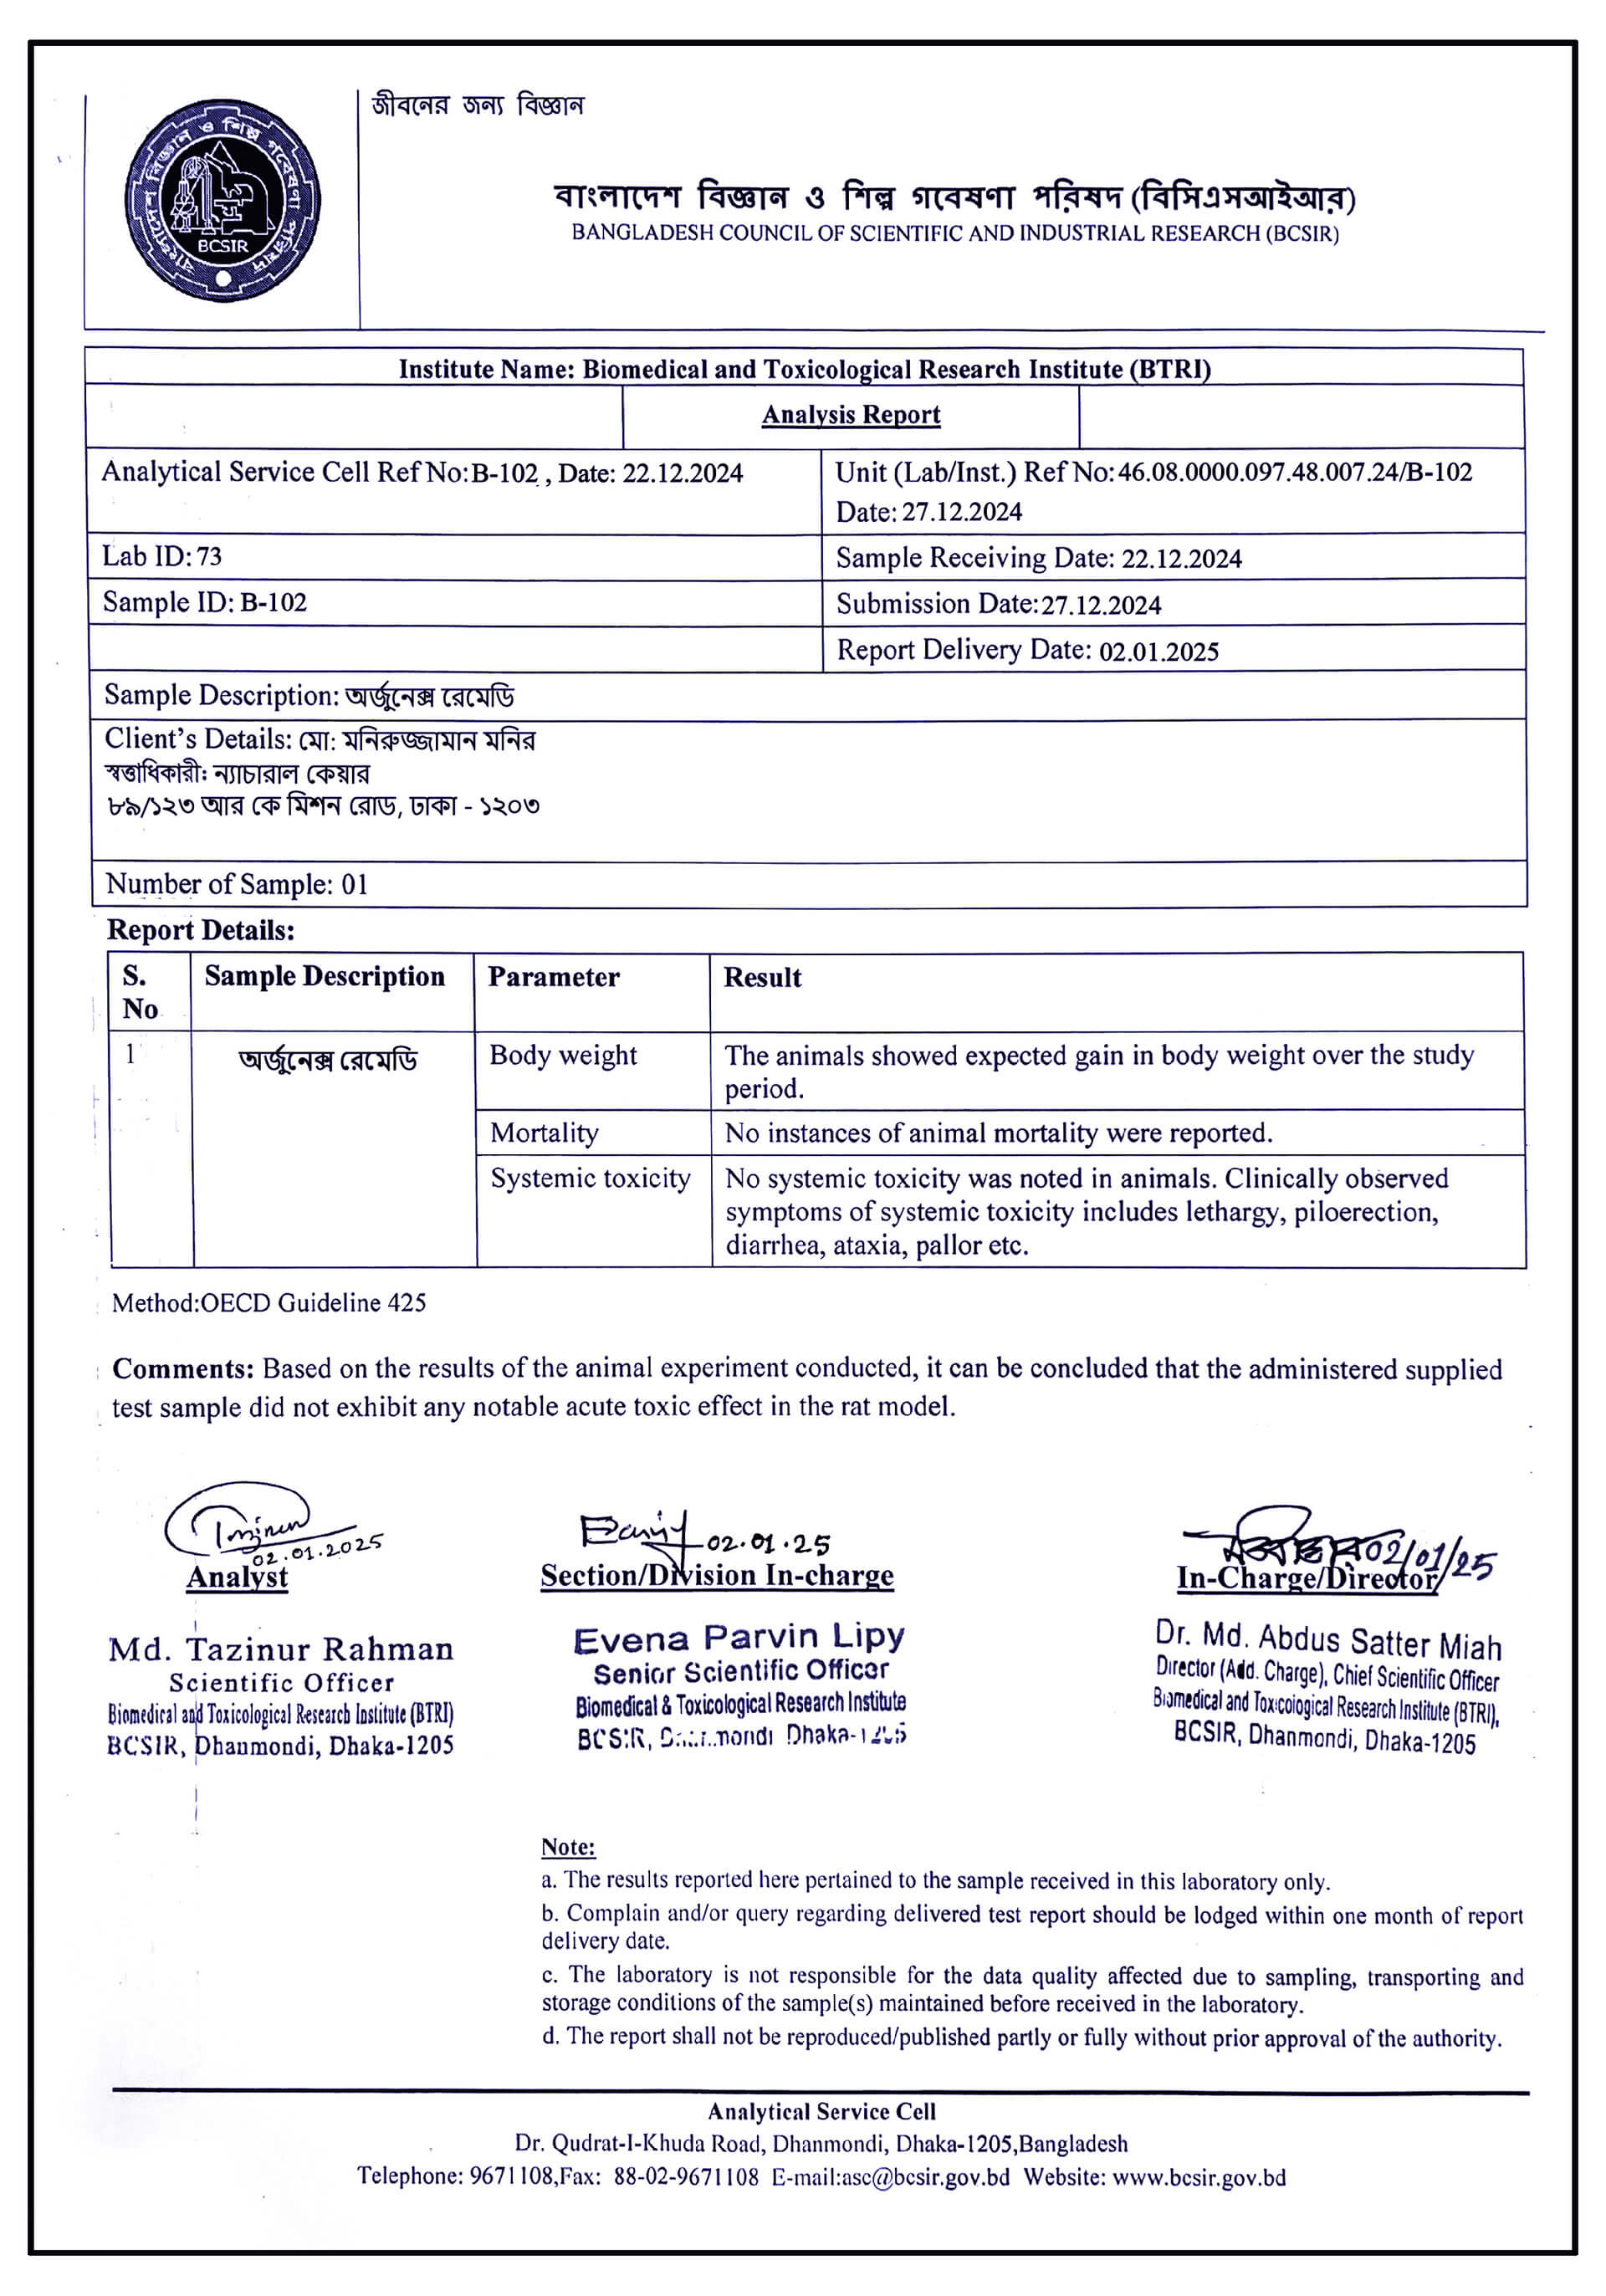 জীবনের জন্য বিজ্ঞান
বাংলাদেশ বিজ্ঞান ও শিল্প গবেষণা পরিষদ
BCSIR
বাংলাদেশ বিজ্ঞান ও শিল্প গবেষণা পরিষদ (বিসিএসআইআর)
BANGLADESH COUNCIL OF SCIENTIFIC AND INDUSTRIAL RESEARCH (BCSIR)
Institute Name: Biomedical and Toxicological Research Institute (BTRI)
Analysis Report
Analytical Service Cell Ref No:B-102 , Date: 22.12.2024
Unit (Lab/Inst.) Ref No:46.08.0000.097.48.007.24/B-102
Date: 27.12.2024
Lab ID: 73
Sample Receiving Date: 22.12.2024
Sample ID: B-102
Submission Date:27.12.2024
Report Delivery Date: 02.01.2025
Sample Description: অর্জুনেক্স রেমেডি
Client’s Details: মো: মনিরুজ্জামান মনির
স্বত্তাধিকারী: ন্যাচারাল কেয়ার
৮৯/১২৩ আর কে মিশন রোড, ঢাকা - ১২০৩
Number of Sample: 01
Report Details:
S. No
Sample Description
Parameter
Result
1
অর্জুনেক্স রেমেডি
Body weight
The animals showed expected gain in body weight over the study
period.
Mortality
No instances of animal mortality were reported.
Systemic toxicity
No systemic toxicity was noted in animals. Clinically observed
symptoms of systemic toxicity includes lethargy, piloerection,
diarrhea, ataxia, pallor etc.
Method:OECD Guideline 425
Comments: Based on the results of the animal experiment conducted, it can be concluded that the administered supplied
test sample did not exhibit any notable acute toxic effect in the rat model.
02.01.2025
Analyst
Md. Tazinur Rahman
Scientific Officer
Biomedical and Toxicological Research Institute (BTRI)
BCSIR, Dhanmondi, Dhaka-1205
02.01.25
Section/Division In-charge
Evena Parvin Lipy
Senior Scientific Officer
Biomedical & Toxicological Research Institute
BCSIR, Dhanmondi Dhaka-1205
02/01/25
In-Charge/Director
Dr. Md. Abdus Satter Miah
Director (Add. Charge), Chief Scientific Officer
Biomedical and Toxicological Research Institute (BTRI),
BCSIR, Dhanmondi, Dhaka-1205
Note:
a. The results reported here pertained to the sample received in this laboratory only.
b. Complain and/or query regarding delivered test report should be lodged within one month of report
delivery date.
c. The laboratory is not responsible for the data quality affected due to sampling, transporting and
storage conditions of the sample(s) maintained before received in the laboratory.
d. The report shall not be reproduced/published partly or fully without prior approval of the authority.
Analytical Service Cell
Dr. Qudrat-I-Khuda Road, Dhanmondi, Dhaka-1205,Bangladesh
Telephone: 9671108,Fax: 88-02-9671108 E-mail:asc@bcsir.gov.bd Website: www.bcsir.gov.bd